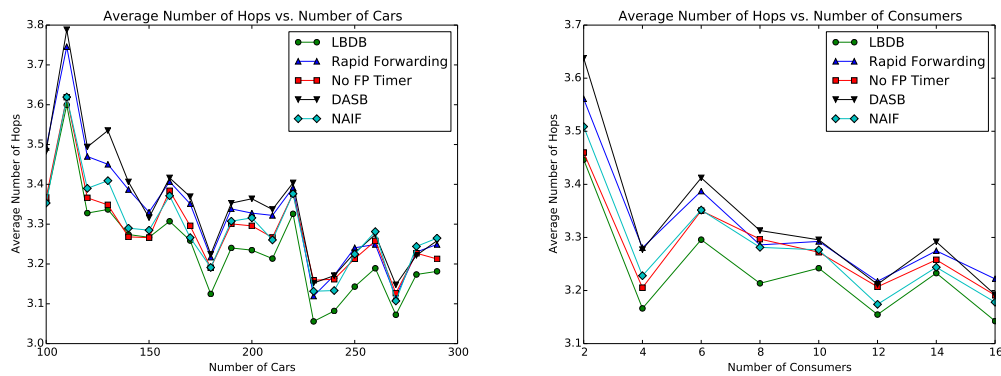 Average Number of Hops vs. Number of Cars
3.8
3.7
3.6
3.5
3.4
3.3
3.2
3.1
3.0
Average Number of Hops
100 150 200 250 300
Number of Cars
LBDB
Rapid Forwarding
No FP Timer
DASB
NAIF
Average Number of Hops vs. Number of Consumers
3.7
3.6
3.5
3.4
3.3
3.2
3.1
Average Number of Hops
2 4 6 8 10 12 14 16
Number of Consumers
LBDB
Rapid Forwarding
No FP Timer
DASB
NAIF